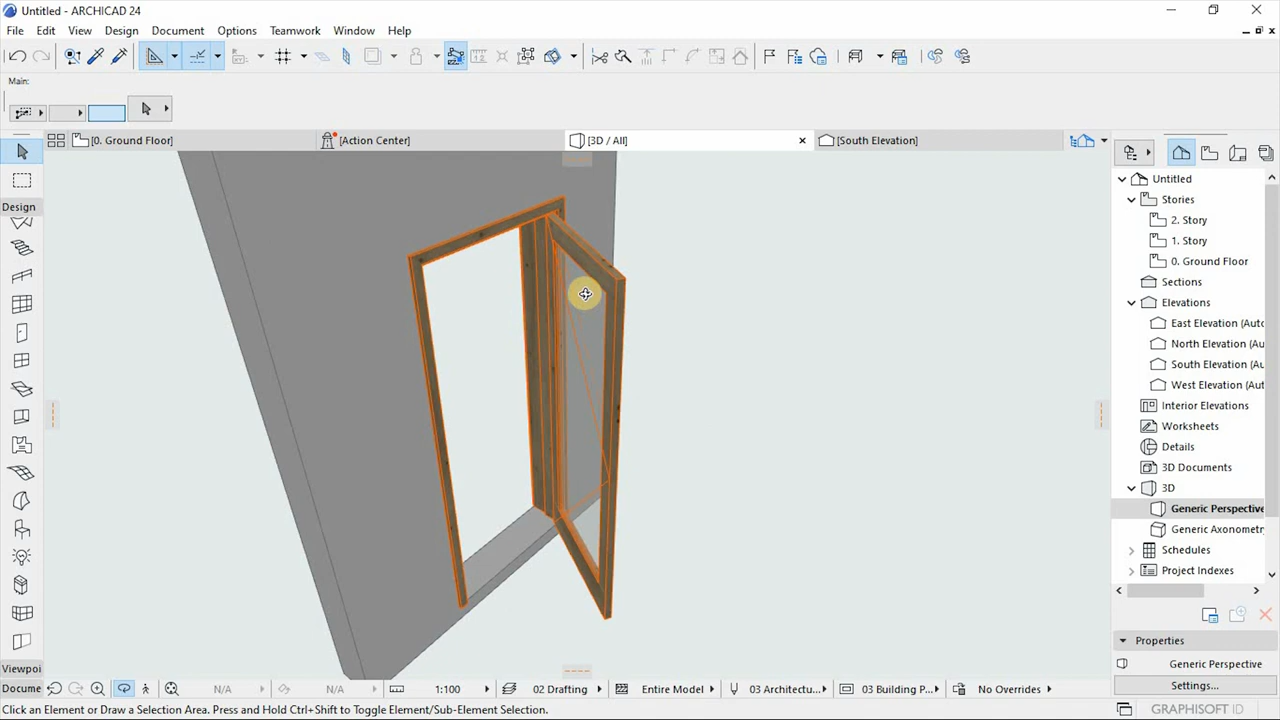 Untitled - ARCHICAD 24
File Edit View Design Document Options Teamwork Window Help
Main:
[0. Ground Floor] [Action Center] [3D / All] [South Elevation]
Design
Viewpoi
Docume
Untitled
Stories
2. Story
1. Story
0. Ground Floor
Sections
Elevations
East Elevation (Auto
North Elevation (Au
South Elevation (Au
West Elevation (Aut
Interior Elevations
Worksheets
Details
3D Documents
3D
Generic Perspective
Generic Axonometr
Schedules
Project Indexes
Properties
Generic Perspective
Settings...
N/A N/A 1:100 02 Drafting Entire Model 03 Architectu... 03 Building P... No Overrides
Click an Element or Draw a Selection Area. Press and Hold Ctrl+Shift to Toggle Element/Sub-Element Selection.
GRAPHISOFT ID